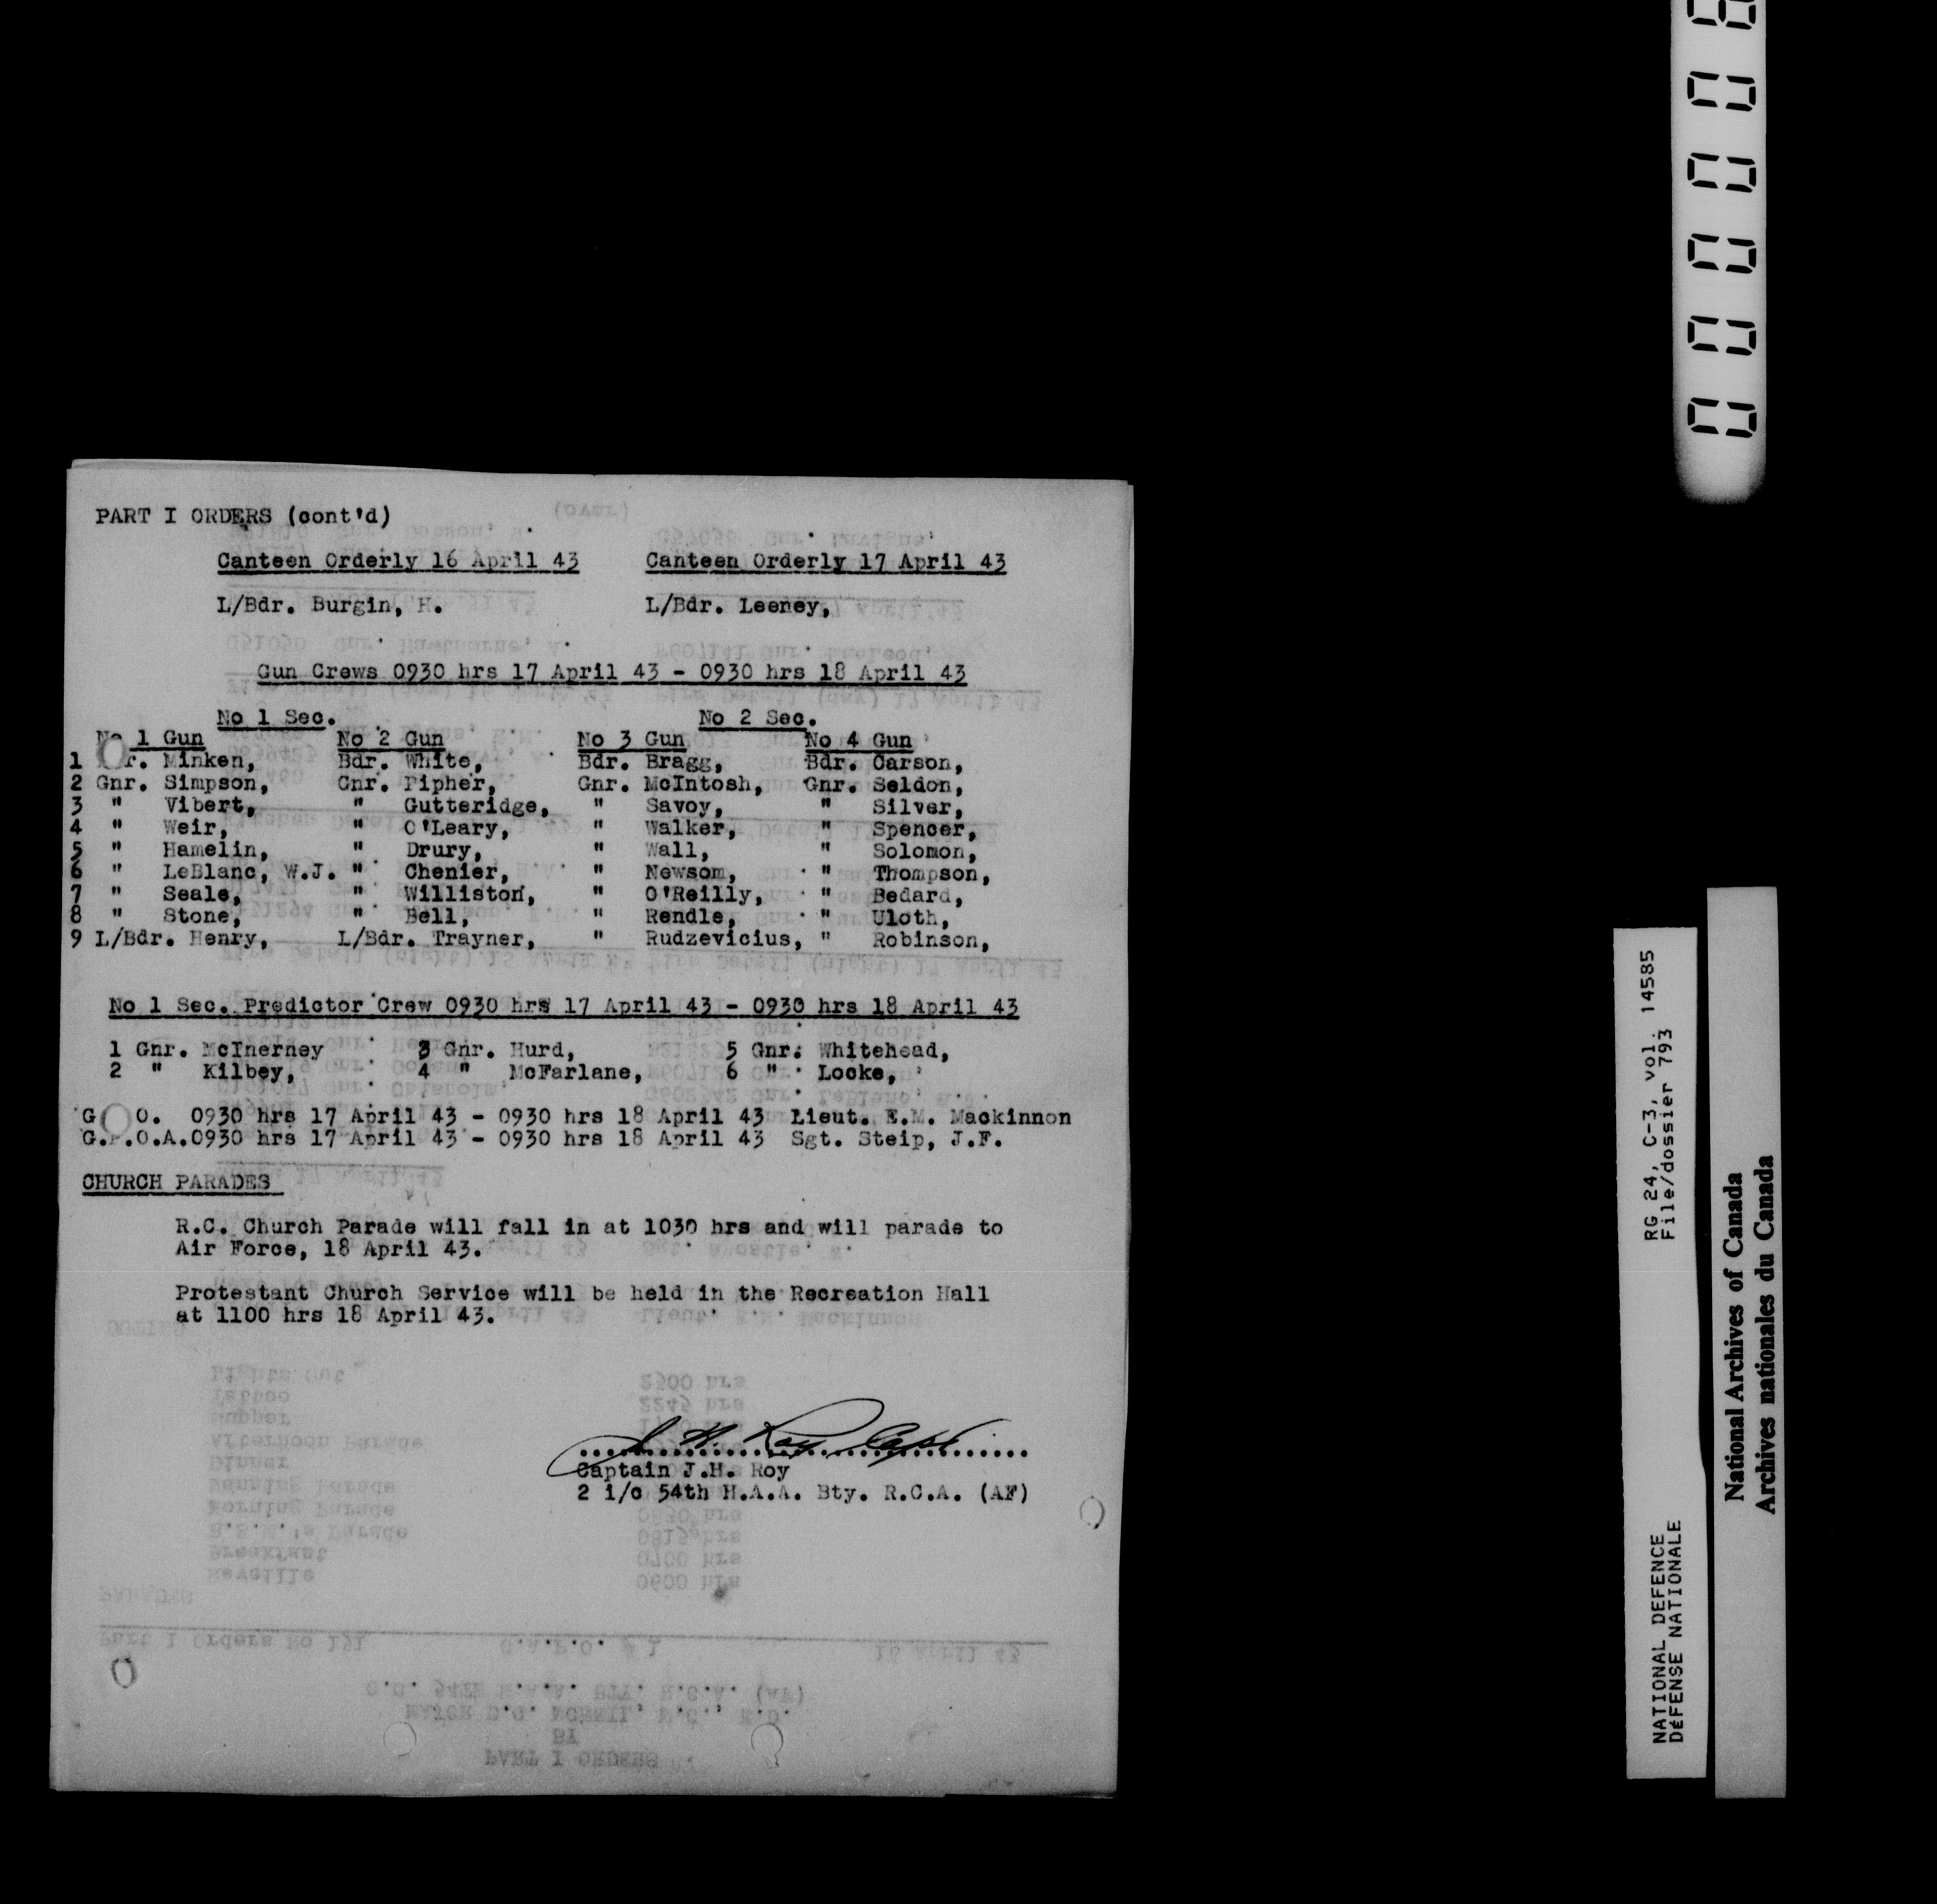 PART I ORDERS (cont'd)
Canteen Orderly 16 April 43    Canteen Orderly 17 April 43
L/Bdr. Burgin, H.    L/Bdr. Leeney,
Gun Crews 0930 hrs 17 April 43 - 0930 hrs 18 April 43
No 1 Sec.    No 2 Sec.
No 1 Gun    No 2 Gun    No 3 Gun    No 4 Gun
1 r. Minken,    Bdr. White,    Bdr. Bragg,    Bdr. Carson,
2 Gnr. Simpson,    Gnr. Pipher,    Gnr. McIntosh,    Gnr. Seldon,
3 " Vibert,    " Gutteridge,    " Savoy,    " Silver,
4 " Weir,    " O'Leary,    " Walker,    " Spencer,
5 " Hamelin,    " Drury,    " Wall,    " Solomon,
6 " LeBlanc, W.J.    " Chenier,    " Newsom,    " Thompson,
7 " Seale,    " Williston,    " O'Reilly,    " Bedard,
8 " Stone,    " Bell,    " Rendle,    " Uloth,
9 L/Bdr. Henry,    L/Bdr. Trayner,    " Rudzevicius,    " Robinson,
No 1 Sec. Predictor Crew 0930 hrs 17 April 43 - 0930 hrs 18 April 43
1 Gnr. McInerney    3 Gnr. Hurd,    5 Gnr. Whitehead,
2 " Kilbey,    4 " McFarlane,    6 " Locke,
G O. 0930 hrs 17 April 43 - 0930 hrs 18 April 43 Lieut. E.M. Mackinnon
G.P.O.A.0930 hrs 17 April 43 - 0930 hrs 18 April 43 Sgt. Steip, J.F.
CHURCH PARADES
R.C. Church Parade will fall in at 1030 hrs and will parade to
Air Force, 18 April 43.
Protestant Church Service will be held in the Recreation Hall
at 1100 hrs 18 April 43.
J H Roy Capt
Captain J.H. Roy
2 i/c 54th H.A.A. Bty. R.C.A. (AF)
NATIONAL DEFENCE    RG 24, C-3, vol. 14585
DÉFENSE NATIONALE    File/dossier 793
National Archives of Canada
Archives nationales du Canada